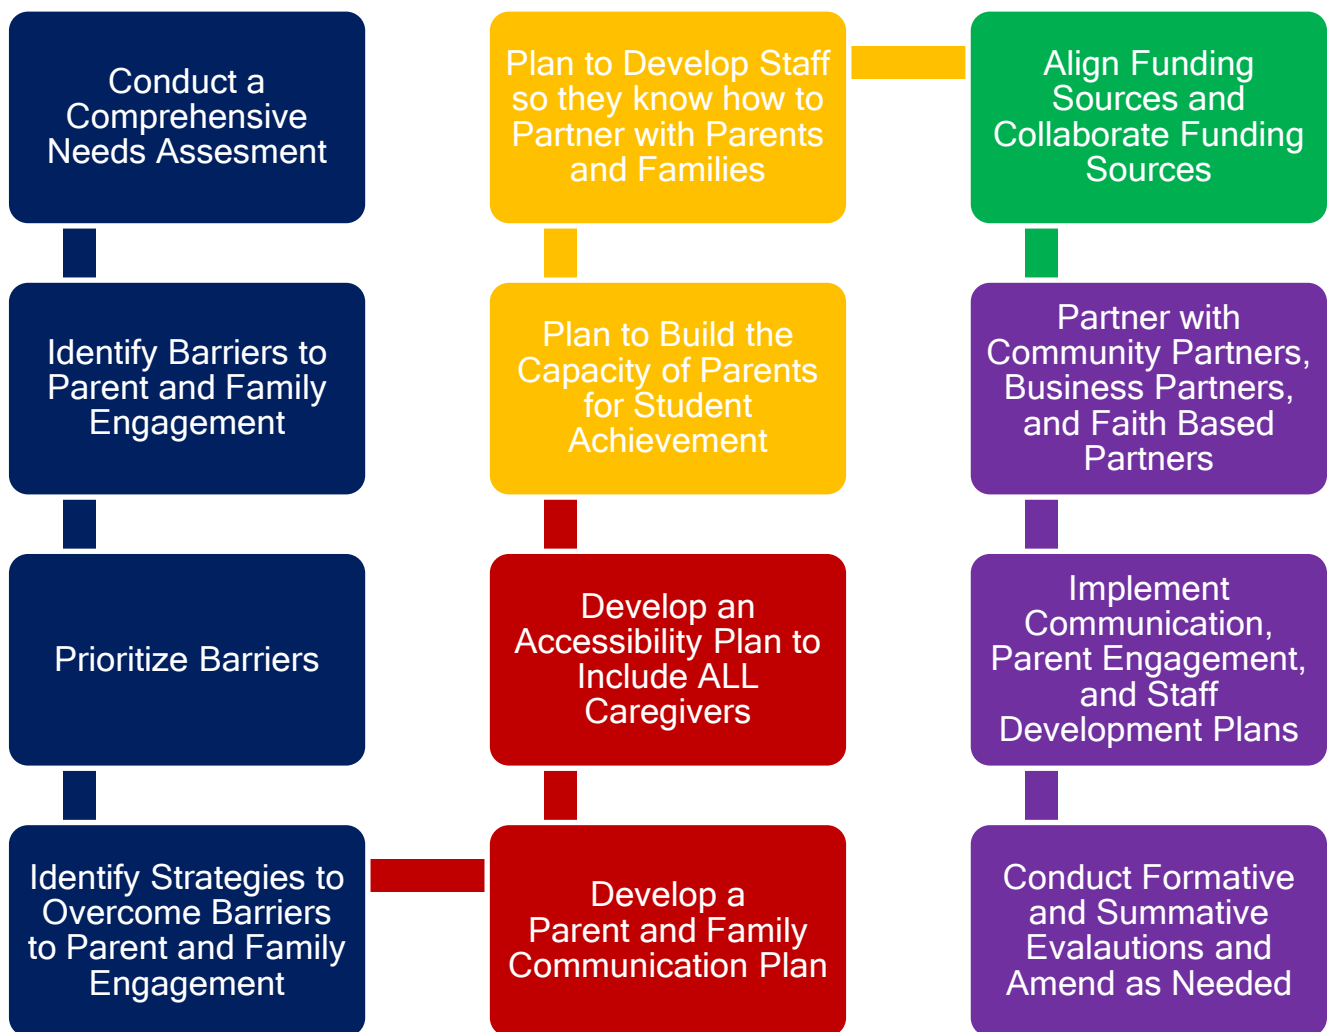 Conduct a
Comprehensive
Needs Assesment
Identify Barriers to
Parent and Family
Engagement
Prioritize Barriers
Identify Strategies to
Overcome Barriers
to Parent and Family
Engagement
Develop a
Parent and Family
Communication Plan
Develop an
Accessibility Plan to
Include ALL
Caregivers
Plan to Build the
Capacity of Parents
for Student
Achievement
Plan to Develop Staff
so they know how to
Partner with Parents
and Families
Align Funding
Sources and
Collaborate Funding
Sources
Partner with
Community Partners,
Business Partners,
and Faith Based
Partners
Implement
Communication,
Parent Engagement,
and Staff
Development Plans
Conduct Formative
and Summative
Evalautions and
Amend as Needed